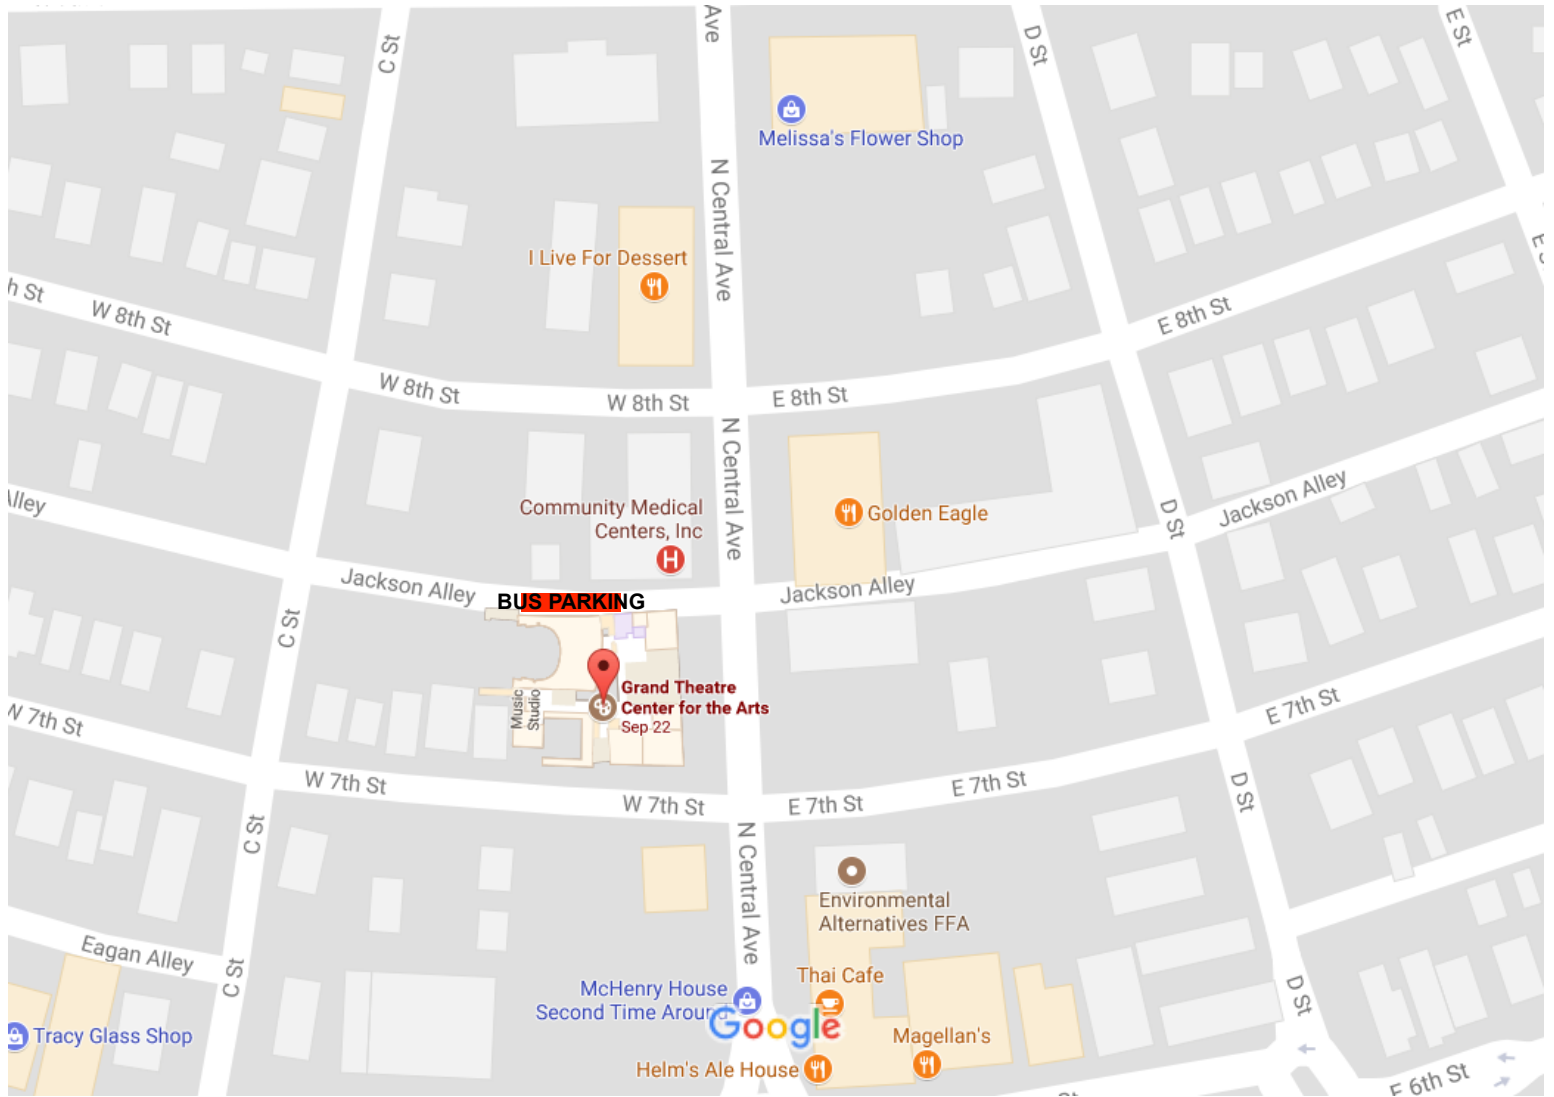 Ave
C St
D St
E St
Melissa's Flower Shop
N Central Ave
I Live For Dessert
h St
W 8th St
E 8th St
W 8th St
W 8th St
E 8th St
N Central Ave
Community Medical
Centers, Inc
H
Golden Eagle
D St
Jackson Alley
Alley
Jackson Alley
BUS PARKING
Jackson Alley
C St
Music
Studio
Grand Theatre
Center for the Arts
Sep 22
W 7th St
E 7th St
W 7th St
W 7th St
E 7th St
E 7th St
D St
C St
N Central Ave
Environmental
Alternatives FFA
Eagan Alley
C St
McHenry House
Second Time Around
Thai Cafe
D St
Google
Tracy Glass Shop
Magellan's
Helm's Ale House
E 6th St